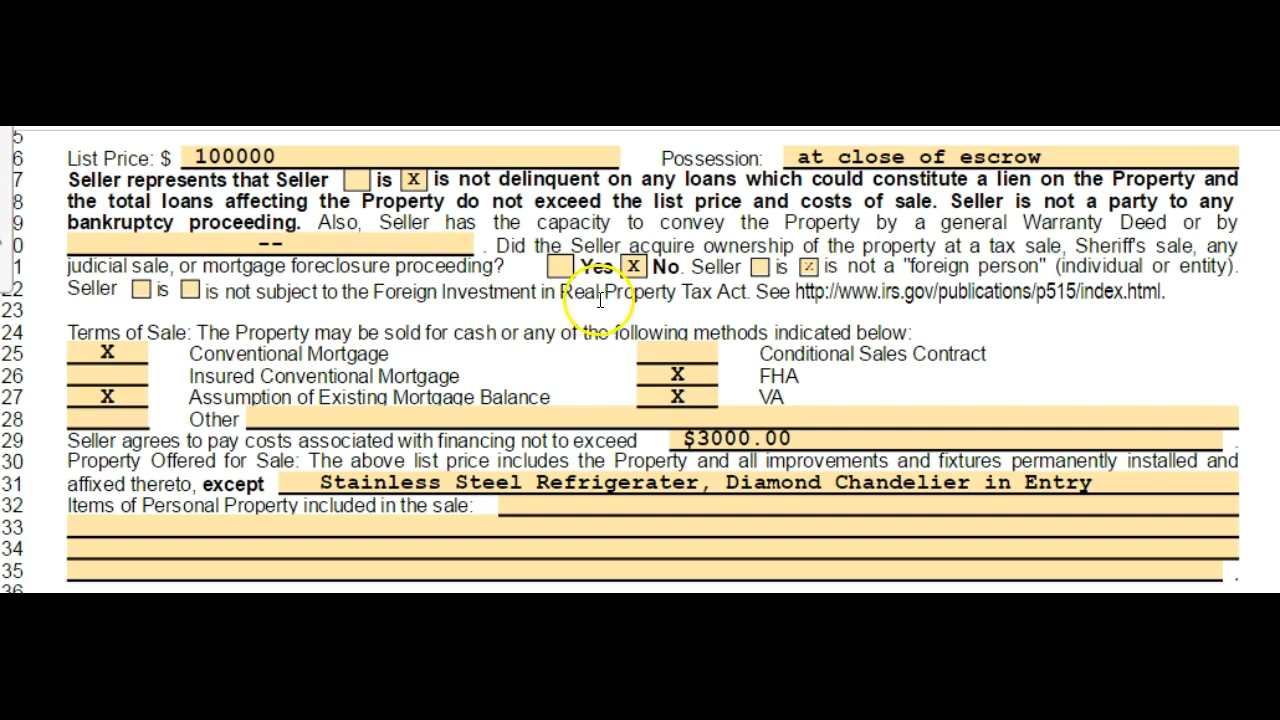 5
6 List Price: $ 100000 Possession: at close of escrow
7 Seller represents that Seller is X is not delinquent on any loans which could constitute a lien on the Property and
8 the total loans affecting the Property do not exceed the list price and costs of sale. Seller is not a party to any
9 bankruptcy proceeding. Also, Seller has the capacity to convey the Property by a general Warranty Deed or by
0 -- . Did the Seller acquire ownership of the property at a tax sale, Sheriff's sale, any
1 judicial sale, or mortgage foreclosure proceeding? Yes X No. Seller is X is not a "foreign person" (individual or entity).
22 Seller is is not subject to the Foreign Investment in Real Property Tax Act. See http://www.irs.gov/publications/p515/index.html.
23
24 Terms of Sale: The Property may be sold for cash or any of the following methods indicated below:
25 X Conventional Mortgage Conditional Sales Contract
26 Insured Conventional Mortgage X FHA
27 X Assumption of Existing Mortgage Balance X VA
28 Other
29 Seller agrees to pay costs associated with financing not to exceed $3000.00 .
30 Property Offered for Sale: The above list price includes the Property and all improvements and fixtures permanently installed and
31 affixed thereto, except Stainless Steel Refrigerater, Diamond Chandelier in Entry
32 Items of Personal Property included in the sale:
33
34
35 .
36